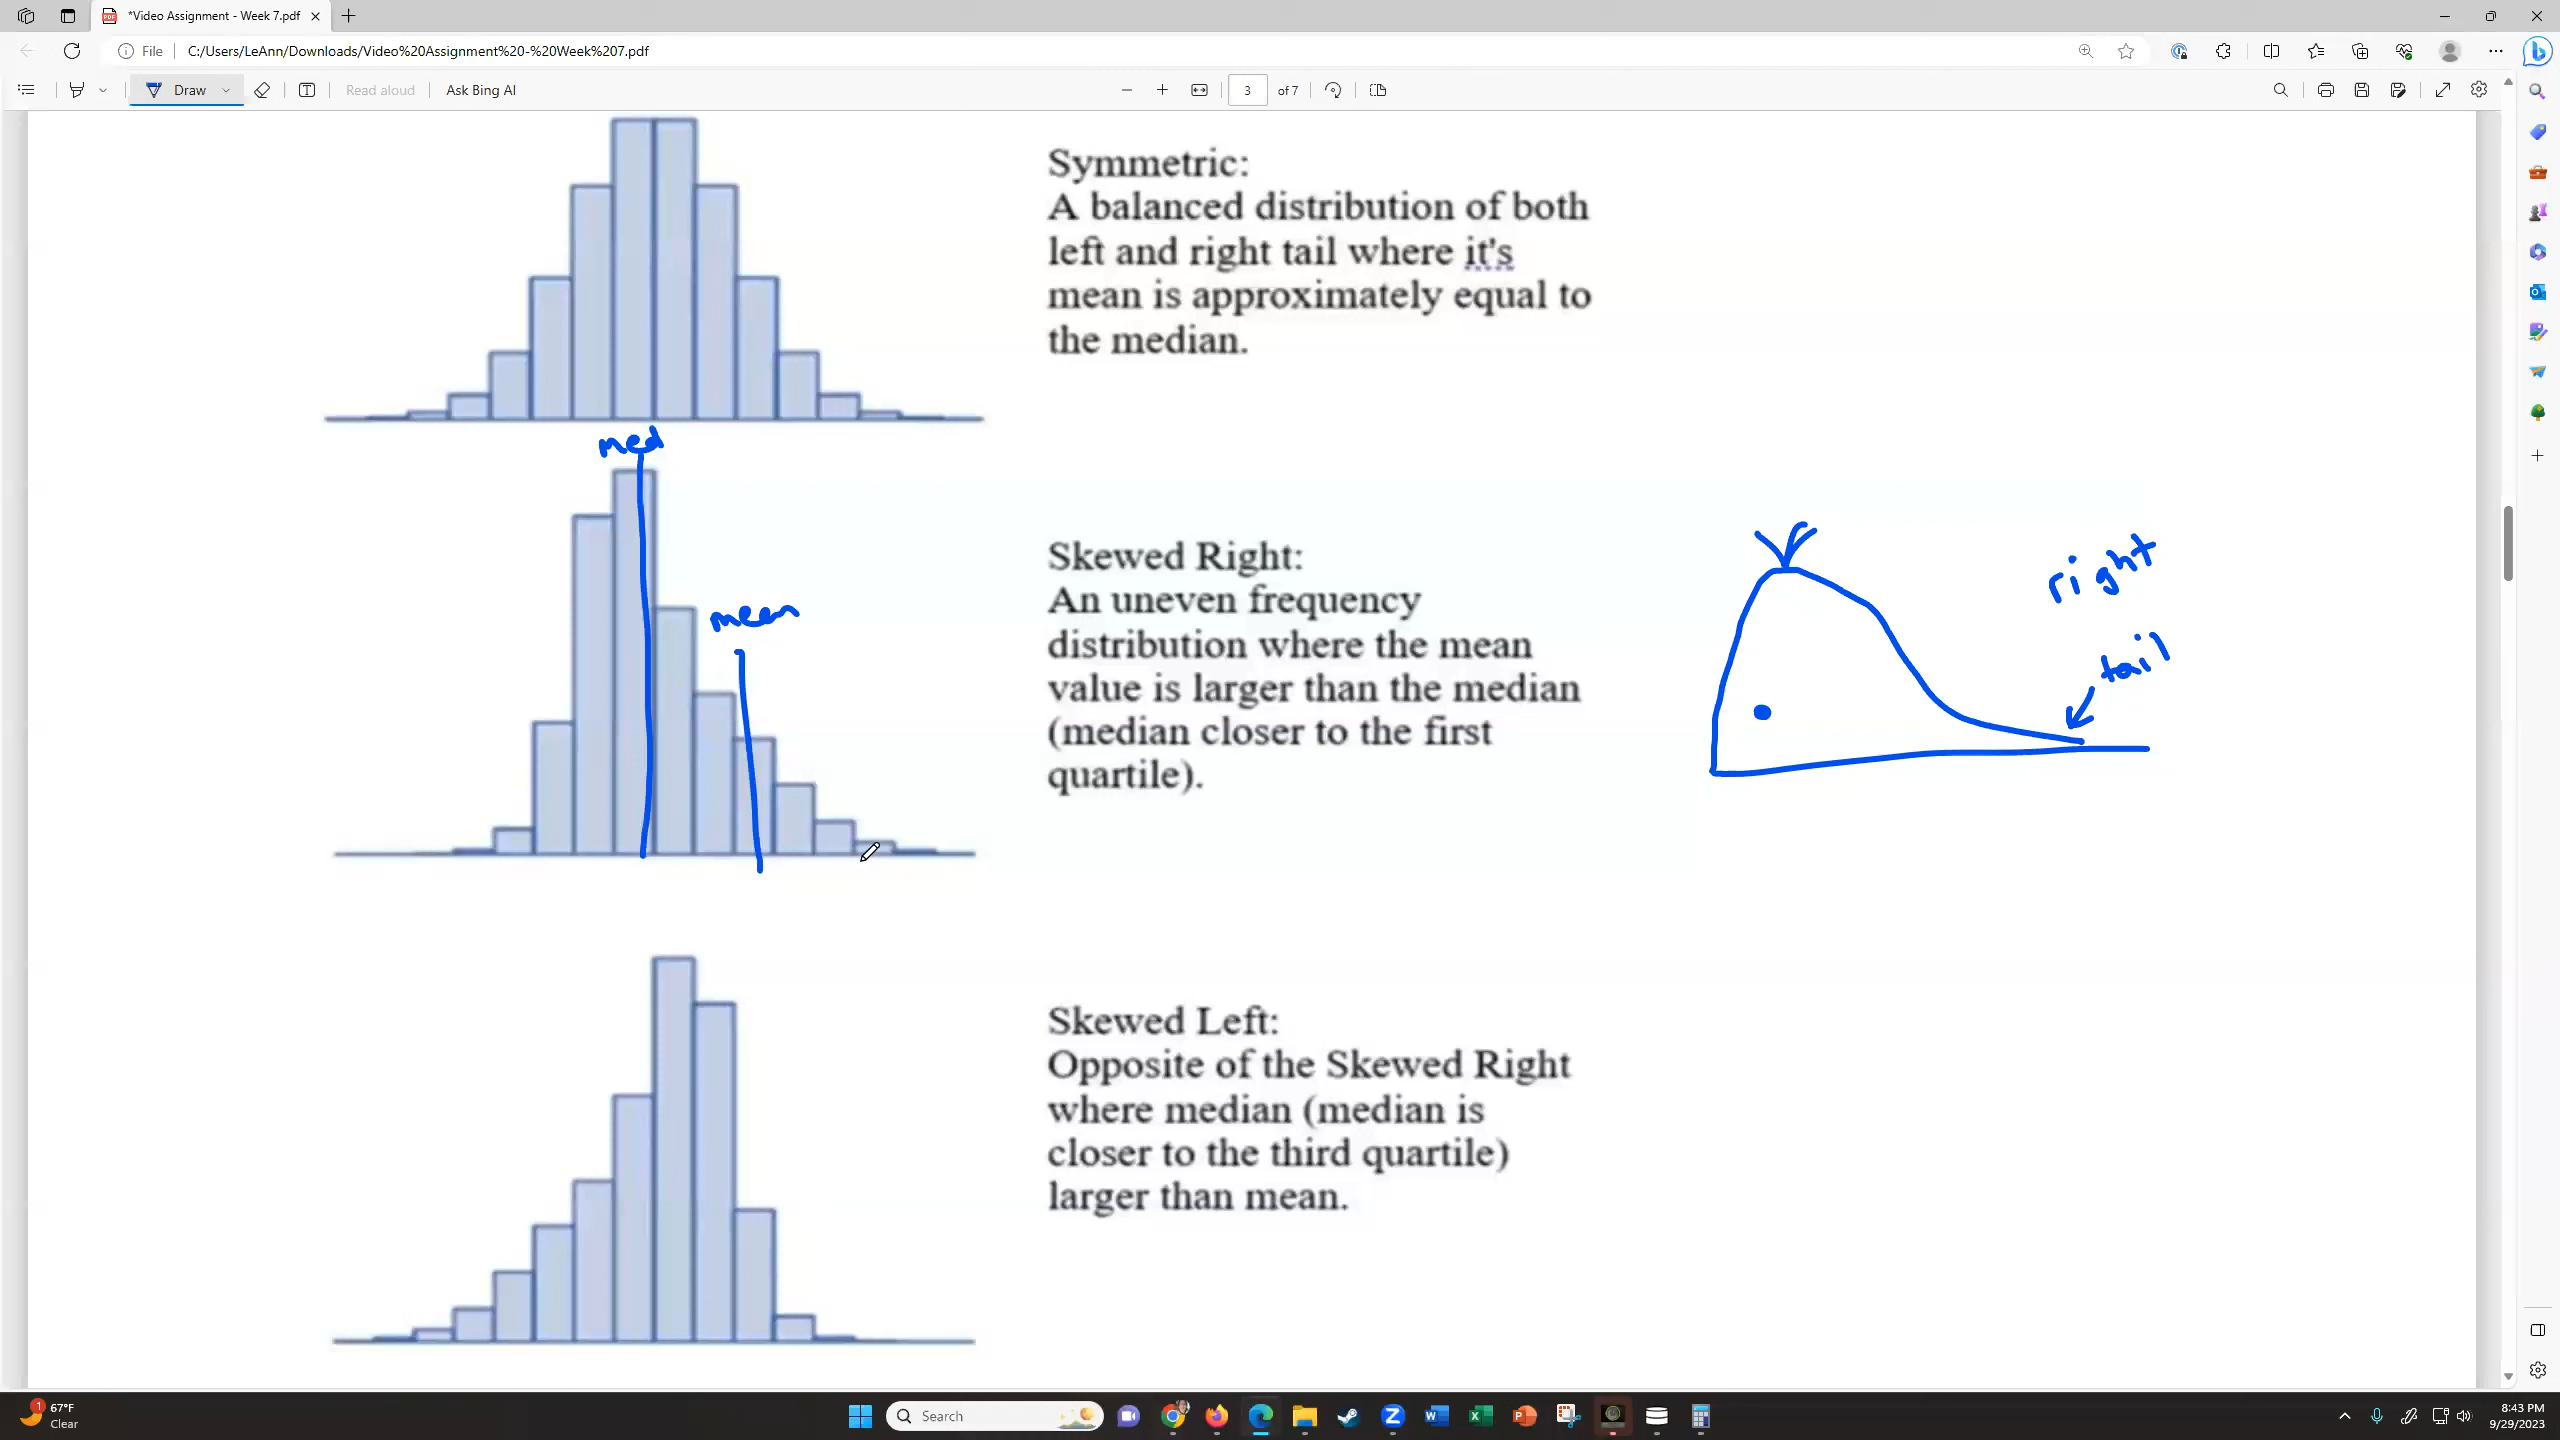 *Video Assignment - Week 7.pdf
File
C:/Users/LeAnn/Downloads/Video%20Assignment%20-%20Week%207.pdf
Draw
Read aloud
Ask Bing AI
3
of 7
Symmetric:
A balanced distribution of both
left and right tail where it's
mean is approximately equal to
the median.
med
mean
Skewed Right:
An uneven frequency
distribution where the mean
value is larger than the median
(median closer to the first
quartile).
right
tail
Skewed Left:
Opposite of the Skewed Right
where median (median is
closer to the third quartile)
larger than mean.
1
67°F
Clear
Search
8:43 PM
9/29/2023